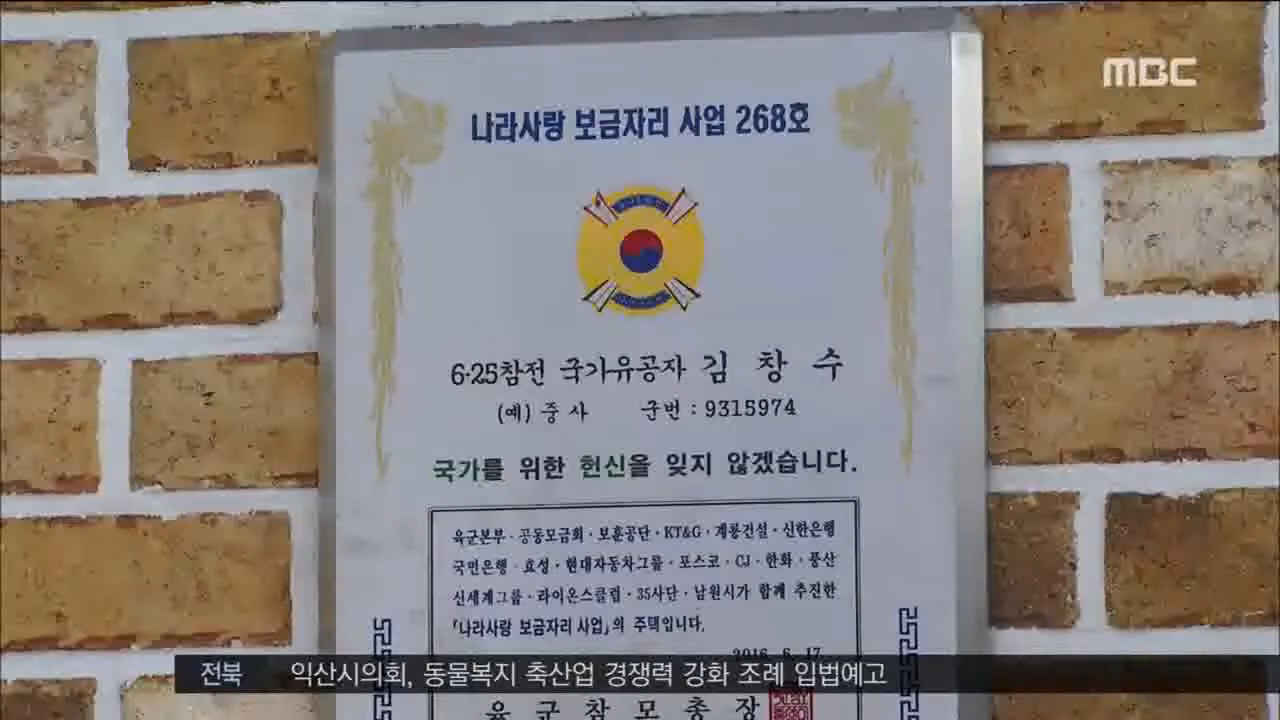 MBC
나라사랑 보금자리 사업 268호
6·25참전 국가유공자 김 창 수
(예) 중사 군번 : 9315974
국가를 위한 헌신을 잊지 않겠습니다.
육군본부·공동모금회·보훈공단·KT&G·계룡건설·신한은행
국민은행·효성·현대자동차그룹·포스코·CJ·한화·풍산
신세계그룹·라이온스클럽·35사단·남원시가 함께 추진한
「나라사랑 보금자리 사업」의 주택입니다.
2016. 6. 17.
전북 익산시의회, 동물복지 축산업 경쟁력 강화 조례 입법예고
육 군 참 모 총 장